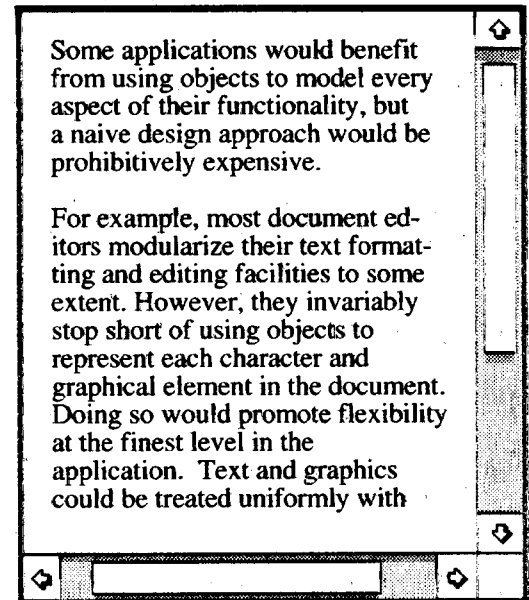 Some applications would benefit
from using objects to model every
aspect of their functionality, but
a naive design approach would be
prohibitively expensive.
For example, most document ed-
itors modularize their text format-
ting and editing facilities to some
extent. However, they invariably
stop short of using objects to
represent each character and
graphical element in the document.
Doing so would promote flexibility
at the finest level in the
application. Text and graphics
could be treated uniformly with